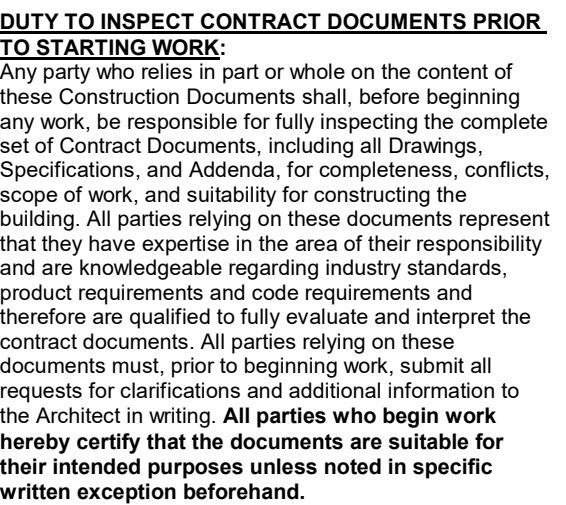 DUTY TO INSPECT CONTRACT DOCUMENTS PRIOR
TO STARTING WORK:
Any party who relies in part or whole on the content of
these Construction Documents shall, before beginning
any work, be responsible for fully inspecting the complete
set of Contract Documents, including all Drawings,
Specifications, and Addenda, for completeness, conflicts,
scope of work, and suitability for constructing the
building. All parties relying on these documents represent
that they have expertise in the area of their responsibility
and are knowledgeable regarding industry standards,
product requirements and code requirements and
therefore are qualified to fully evaluate and interpret the
contract documents. All parties relying on these
documents must, prior to beginning work, submit all
requests for clarifications and additional information to
the Architect in writing. All parties who begin work
hereby certify that the documents are suitable for
their intended purposes unless noted in specific
written exception beforehand.